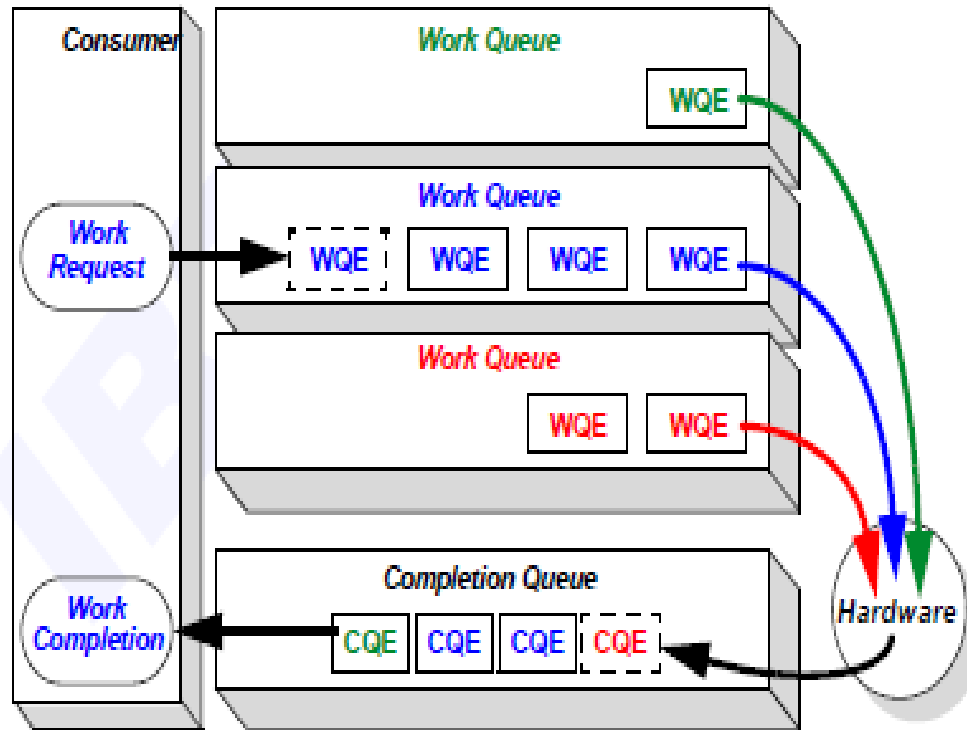 Consumer
Work Queue
WQE
Work Queue
Work
Request
WQE WQE WQE WQE
Work Queue
WQE WQE
Completion Queue
Work
Completion
CQE CQE CQE CQE
Hardware